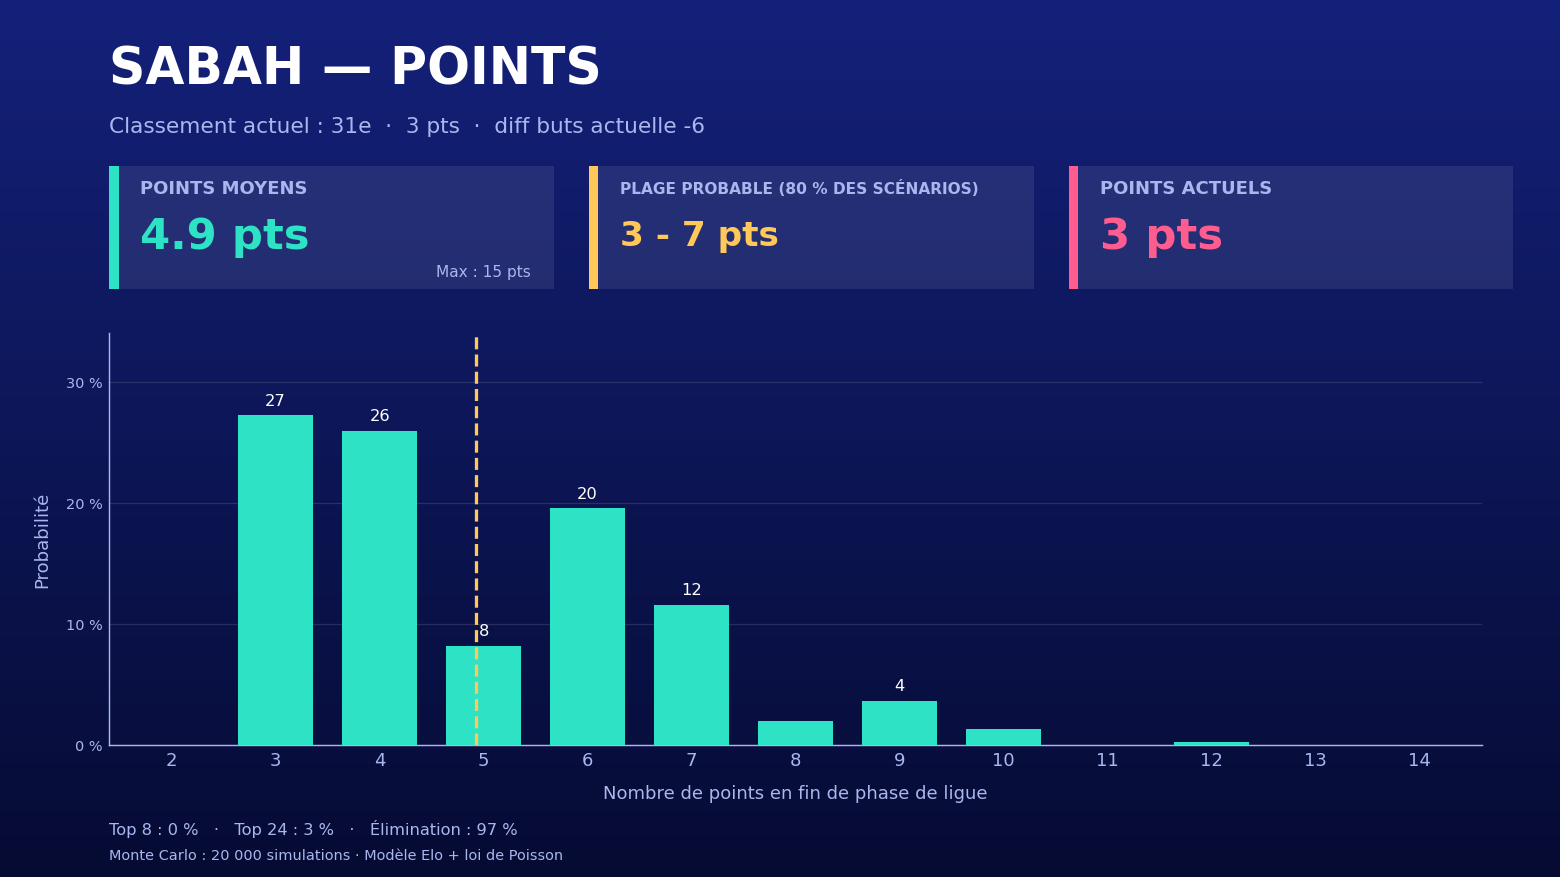 SABAH — POINTS
Classement actuel : 31e · 3 pts · diff buts actuelle -6
POINTS MOYENS
4.9 pts
Max : 15 pts
PLAGE PROBABLE (80 % DES SCÉNARIOS)
3 - 7 pts
POINTS ACTUELS
3 pts
Probabilité
30 %
20 %
10 %
0 %
27
26
8
20
12
4
2 3 4 5 6 7 8 9 10 11 12 13 14
Nombre de points en fin de phase de ligue
Top 8 : 0 % · Top 24 : 3 % · Élimination : 97 %
Monte Carlo : 20 000 simulations · Modèle Elo + loi de Poisson